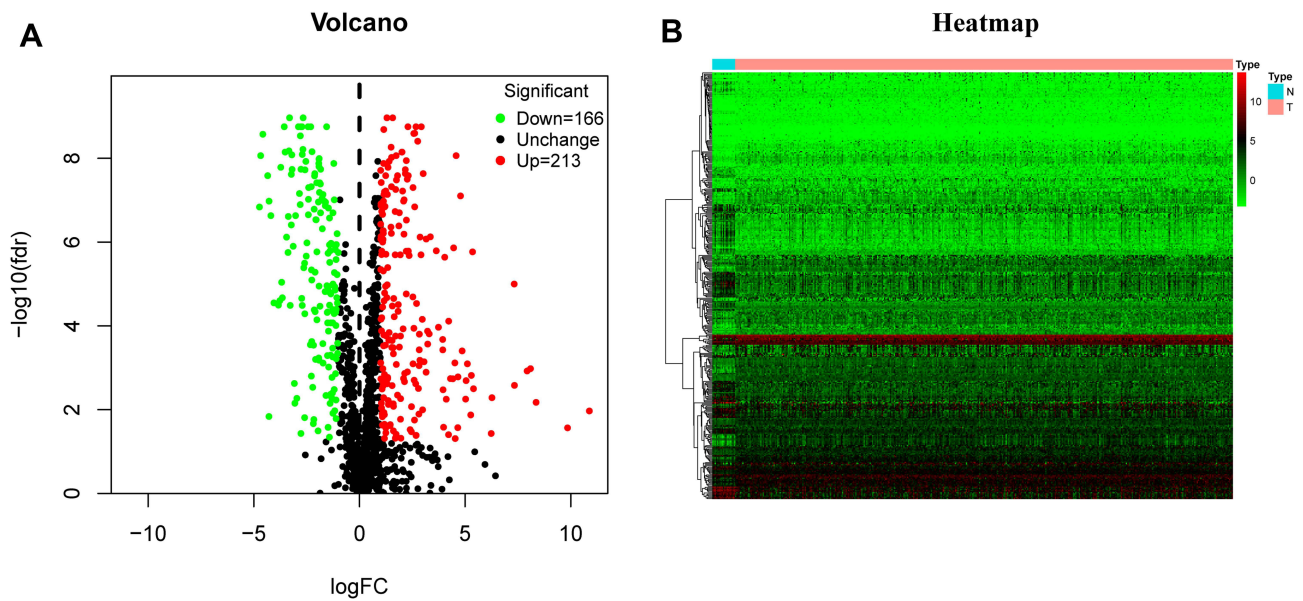 A
Volcano
Significant
Down=166
Unchange
Up=213
8
6
4
2
0
−10
−5
0
5
10
−log10(fdr)
logFC
B
Heatmap
Type
10
5
0
Type
N
T